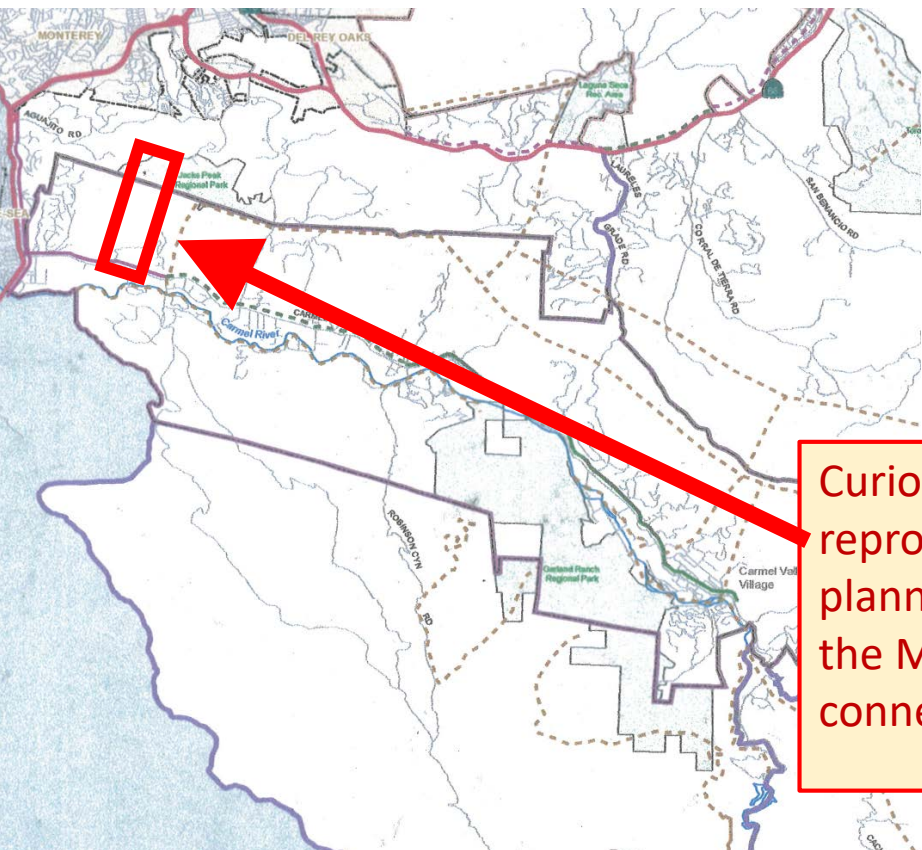 MONTEREY
DEL REY OAKS
Laguna Seca
Rec. Area
AGUAJITO RD
Jacks Peak
Regional Park
LAURELES
GRADE RD
CORRAL DE TIERRA RD
SAN BENANCIO RD
-SEA
Carmel River
ROBINSON CYN
RD
Garland Ranch
Regional Park
Carmel Val
Village
Curio
repro
plann
the M
conne